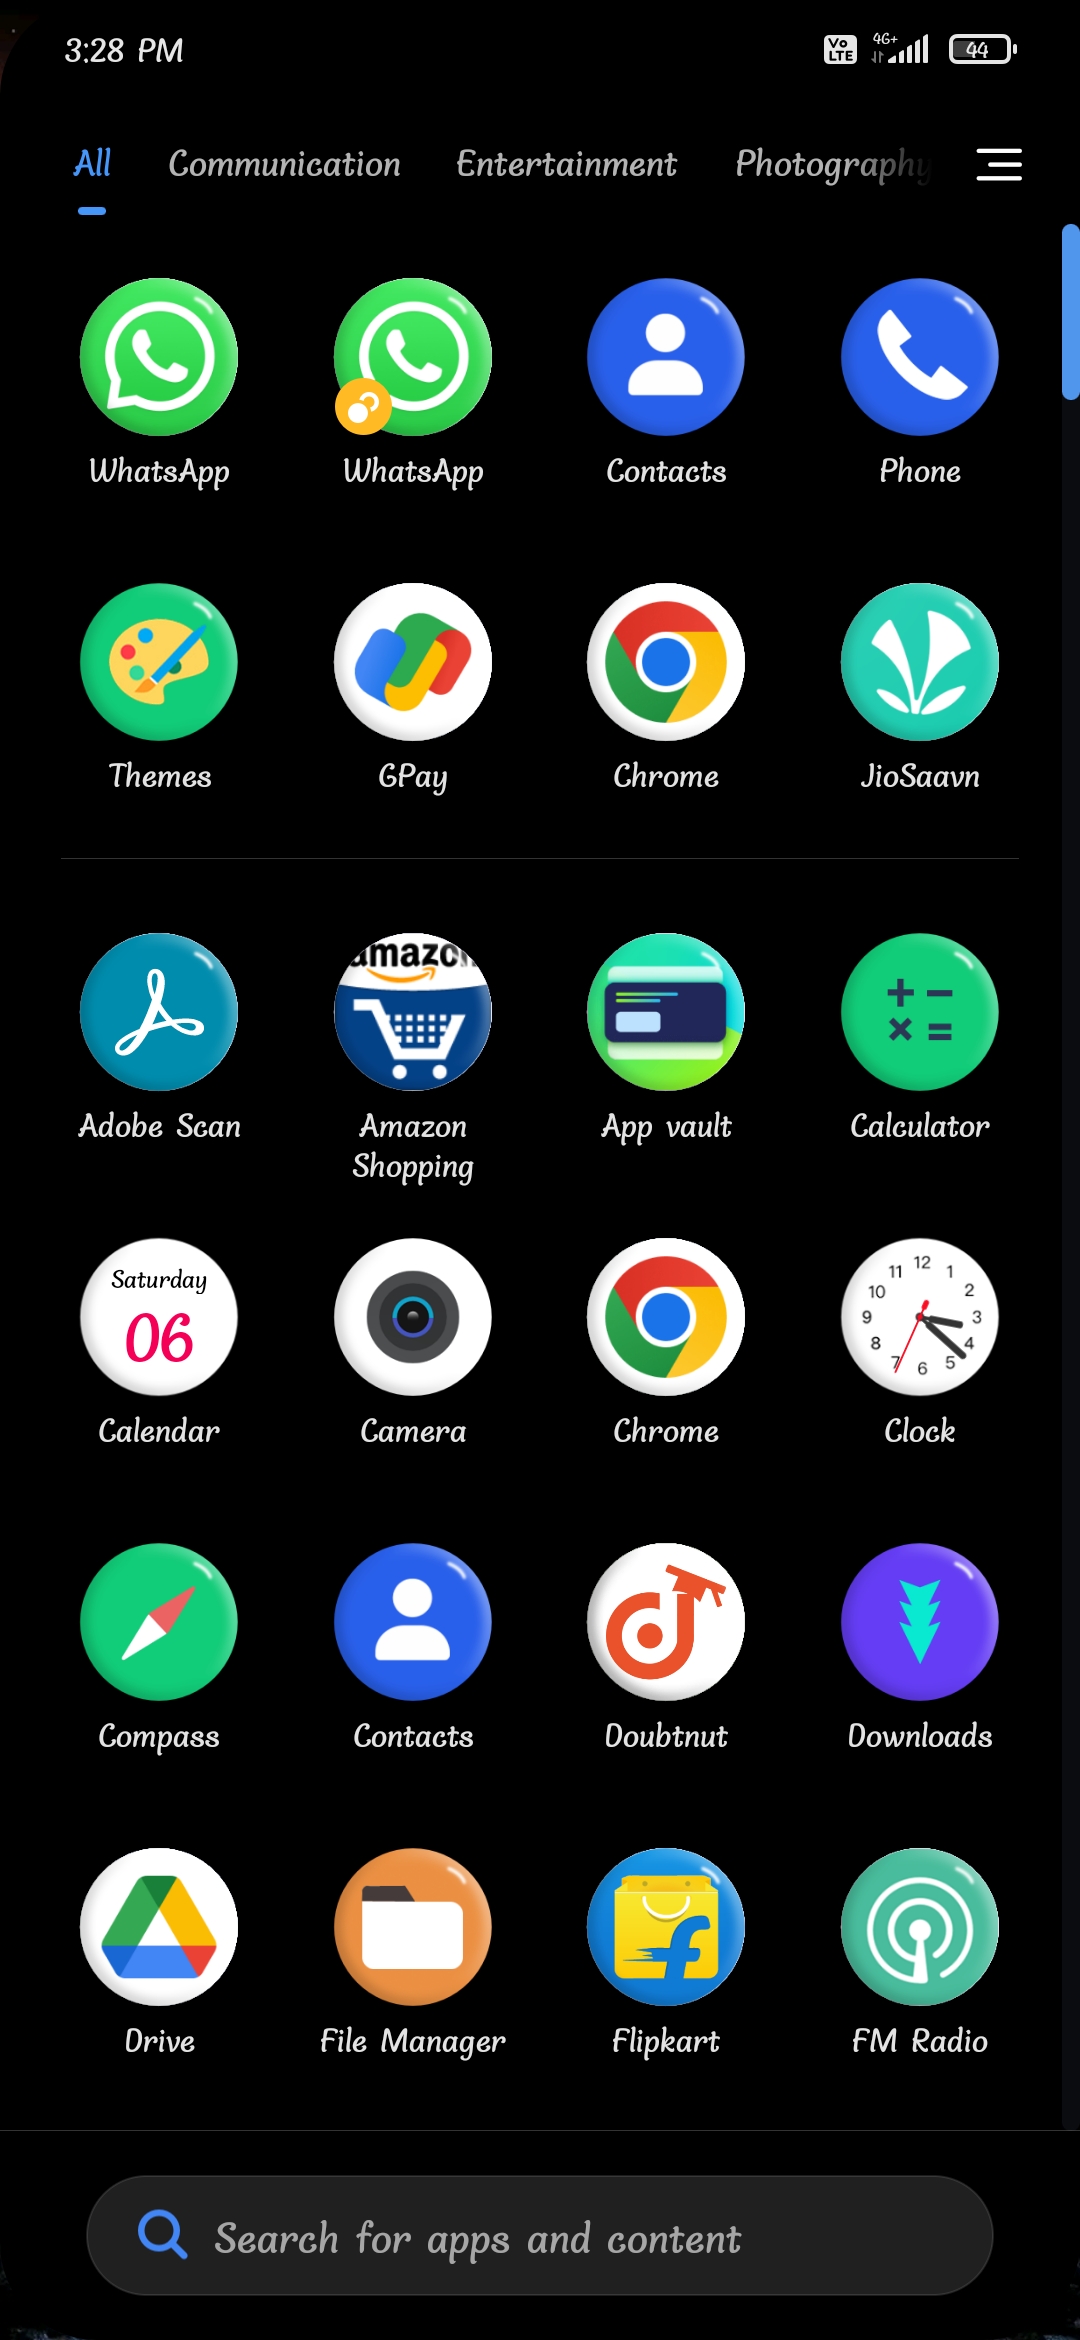 3:28 PM
Vo LTE 4G+ 44
All Communication Entertainment Photography
WhatsApp WhatsApp Contacts Phone
Themes GPay Chrome JioSaavn
amazon
Adobe Scan Amazon Shopping App vault Calculator
Saturday
06
12 1 2 3 4 5 6 7 8 9 10 11
Calendar Camera Chrome Clock
Compass Contacts Doubtnut Downloads
Drive File Manager Flipkart FM Radio
Search for apps and content